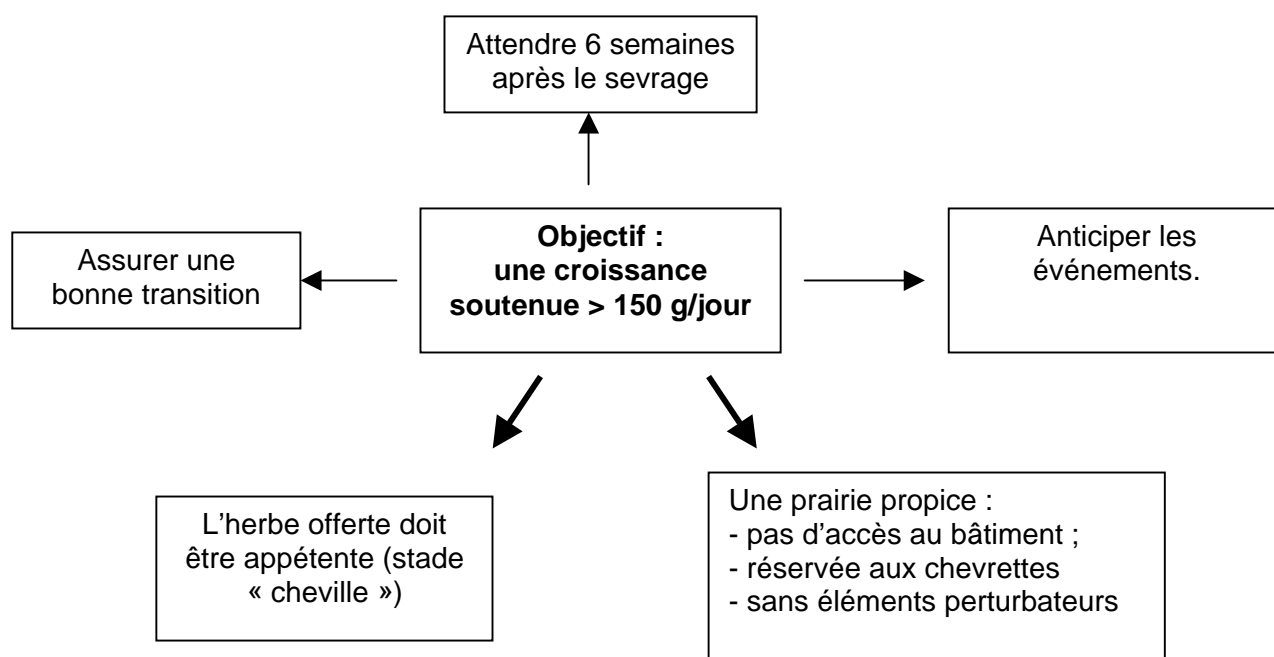 Attendre 6 semaines
après le sevrage
Assurer une
bonne transition
Objectif :
une croissance
soutenue > 150 g/jour
Anticiper les
événements.
L'herbe offerte doit
être appétente (stade
« cheville »)
Une prairie propice :
- pas d'accès au bâtiment ;
- réservée aux chevrettes
- sans éléments perturbateurs